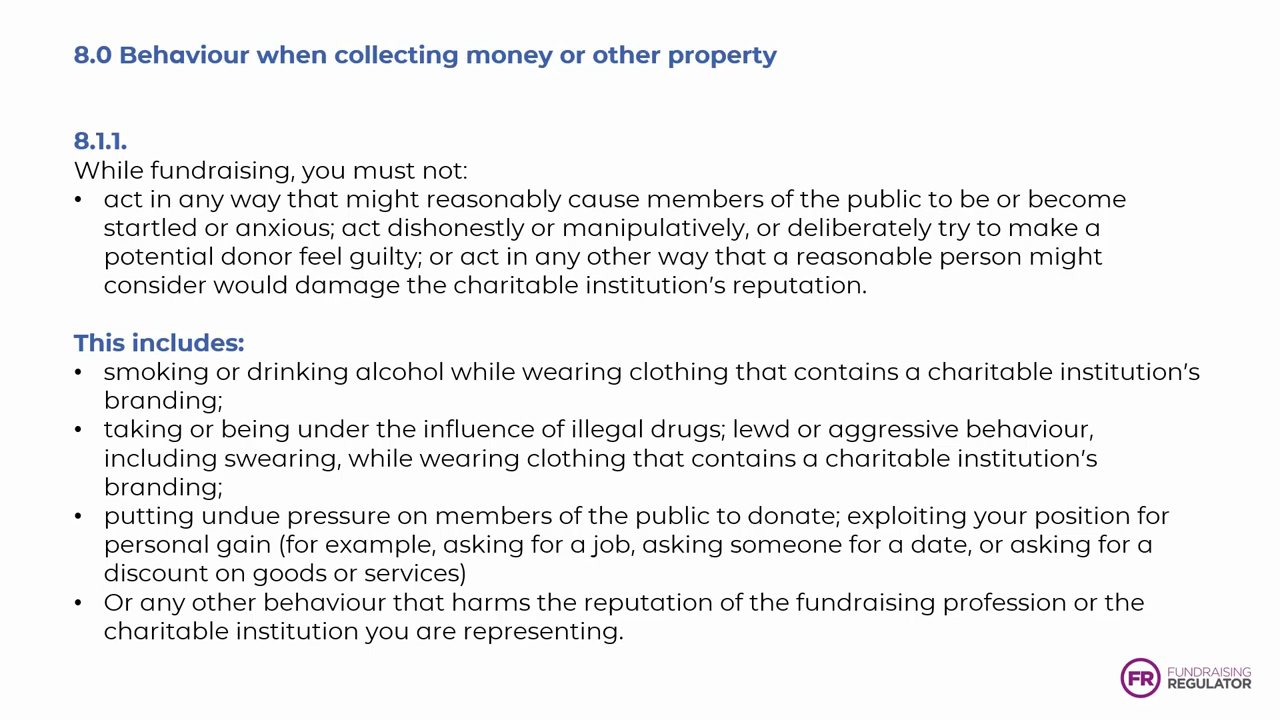 8.0 Behaviour when collecting money or other property
8.1.1.
While fundraising, you must not:
• act in any way that might reasonably cause members of the public to be or become
startled or anxious; act dishonestly or manipulatively, or deliberately try to make a
potential donor feel guilty; or act in any other way that a reasonable person might
consider would damage the charitable institution’s reputation.
This includes:
• smoking or drinking alcohol while wearing clothing that contains a charitable institution’s
branding;
• taking or being under the influence of illegal drugs; lewd or aggressive behaviour,
including swearing, while wearing clothing that contains a charitable institution’s
branding;
• putting undue pressure on members of the public to donate; exploiting your position for
personal gain (for example, asking for a job, asking someone for a date, or asking for a
discount on goods or services)
• Or any other behaviour that harms the reputation of the fundraising profession or the
charitable institution you are representing.
FR FUNDRAISING
REGULATOR